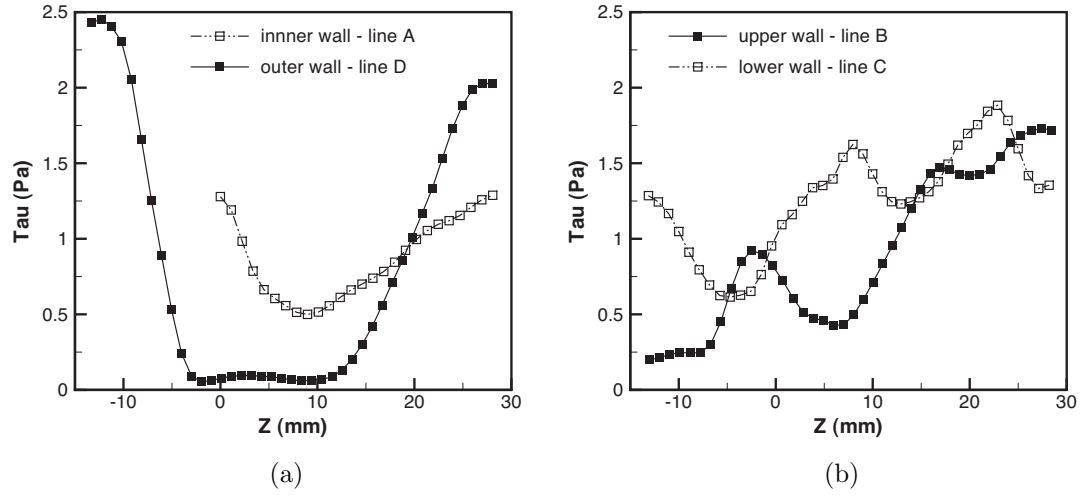 2.5
2
1.5
1
0.5
0
Tau (Pa)
innner wall - line A
outer wall - line D
-10 0 10 20 30
Z (mm)
(a)
2.5
2
1.5
1
0.5
0
Tau (Pa)
upper wall - line B
lower wall - line C
-10 0 10 20 30
Z (mm)
(b)